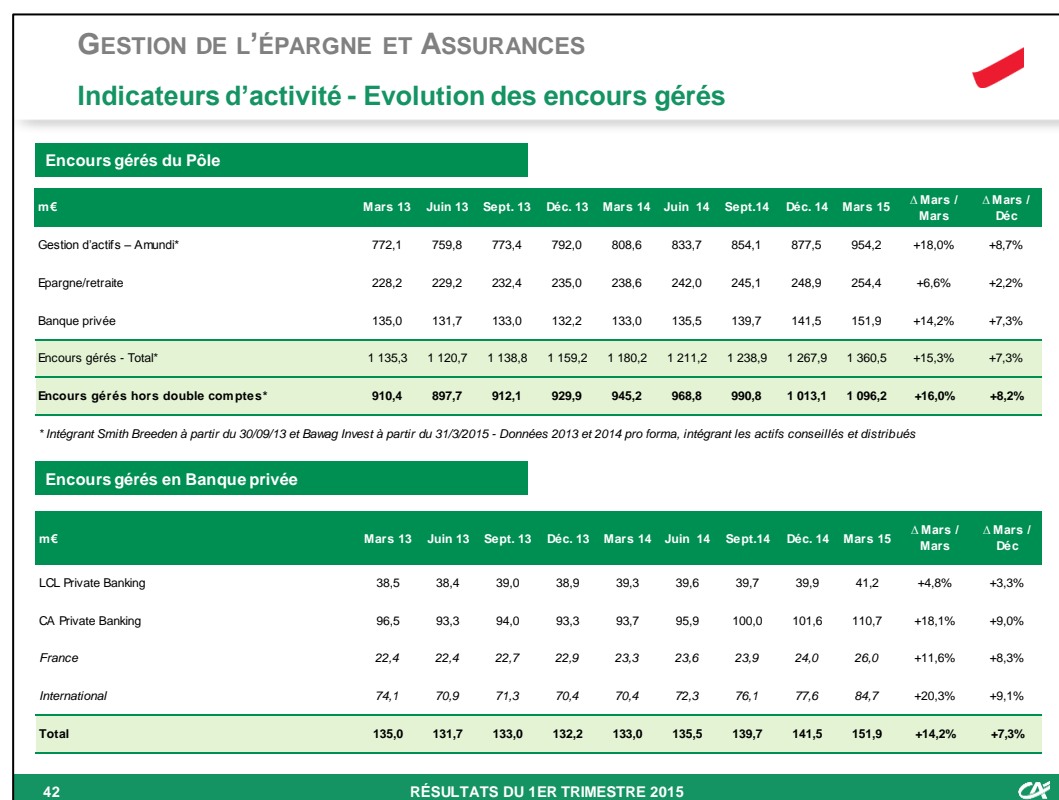 GESTION DE L'ÉPARGNE ET ASSURANCES
Indicateurs d'activité - Evolution des encours gérés
Encours gérés du Pôle
m€ Mars 13 Juin 13 Sept. 13 Déc. 13 Mars 14 Juin 14 Sept.14 Déc. 14 Mars 15 ∆ Mars / Mars ∆ Mars / Déc
Gestion d'actifs – Amundi* 772,1 759,8 773,4 792,0 808,6 833,7 854,1 877,5 954,2 +18,0% +8,7%
Epargne/retraite 228,2 229,2 232,4 235,0 238,6 242,0 245,1 248,9 254,4 +6,6% +2,2%
Banque privée 135,0 131,7 133,0 132,2 133,0 135,5 139,7 141,5 151,9 +14,2% +7,3%
Encours gérés - Total* 1 135,3 1 120,7 1 138,8 1 159,2 1 180,2 1 211,2 1 238,9 1 267,9 1 360,5 +15,3% +7,3%
Encours gérés hors double comptes* 910,4 897,7 912,1 929,9 945,2 968,8 990,8 1 013,1 1 096,2 +16,0% +8,2%
* Intégrant Smith Breeden à partir du 30/09/13 et Bawag Invest à partir du 31/3/2015 - Données 2013 et 2014 pro forma, intégrant les actifs conseillés et distribués
Encours gérés en Banque privée
m€ Mars 13 Juin 13 Sept. 13 Déc. 13 Mars 14 Juin 14 Sept.14 Déc. 14 Mars 15 ∆ Mars / Mars ∆ Mars / Déc
LCL Private Banking 38,5 38,4 39,0 38,9 39,3 39,6 39,7 39,9 41,2 +4,8% +3,3%
CA Private Banking 96,5 93,3 94,0 93,3 93,7 95,9 100,0 101,6 110,7 +18,1% +9,0%
France 22,4 22,4 22,7 22,9 23,3 23,6 23,9 24,0 26,0 +11,6% +8,3%
International 74,1 70,9 71,3 70,4 70,4 72,3 76,1 77,6 84,7 +20,3% +9,1%
Total 135,0 131,7 133,0 132,2 133,0 135,5 139,7 141,5 151,9 +14,2% +7,3%
42 RÉSULTATS DU 1ER TRIMESTRE 2015 CA